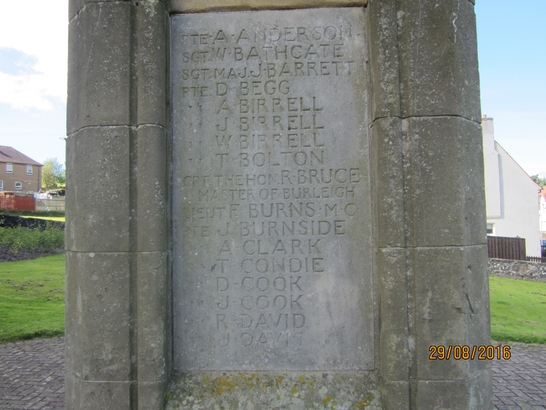 PTE A·ANDERSON
SGT. W·BATHGATE
SGT. MAJ. J·BARRETT
PTE D·BEGG
A BIRRELL
J·BIRRELL
W·BIRRELL
T·BOLTON
CPT. THE HON. R·BRUCE
MASTER OF BURLEIGH
LIEUT F·BURNS·M·C
PTE J·BURNSIDE
A·CLARK
T·CONDIE
D·COOK
J·COOK
R·DAVID
29/08/2016